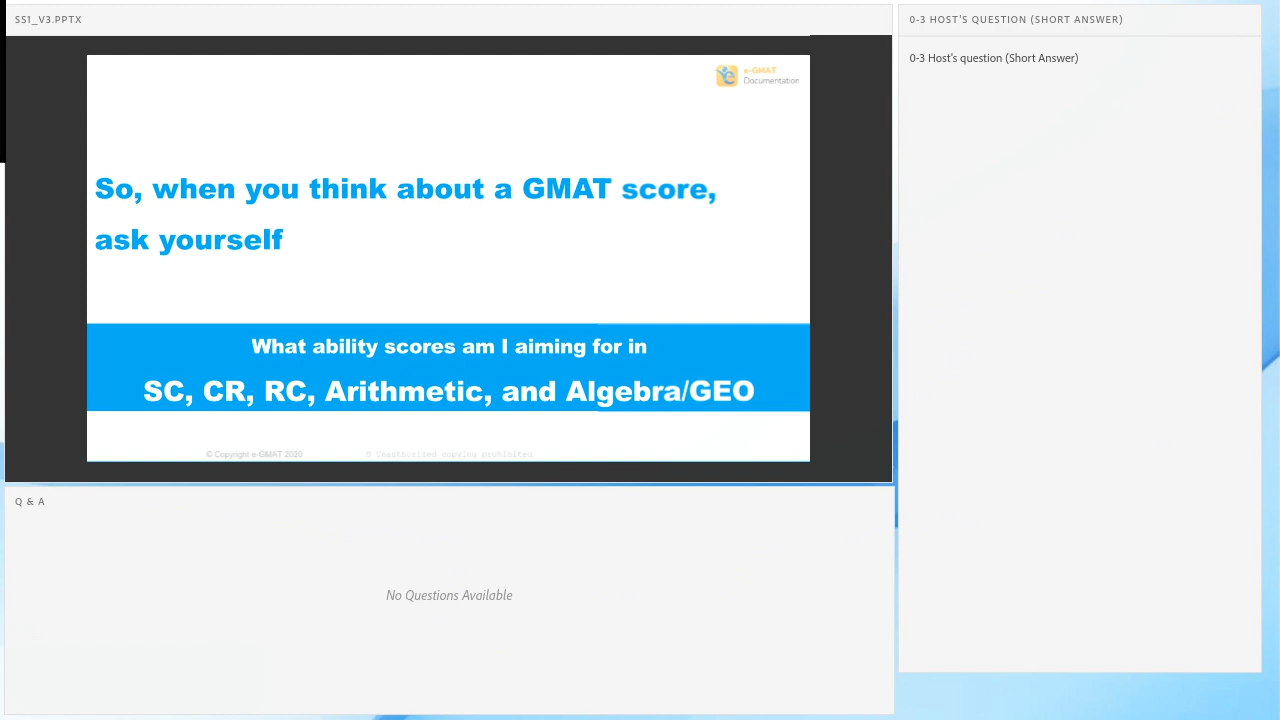 SS1_V3.PPTX
e-GMAT
Documentation
So, when you think about a GMAT score,
ask yourself
What ability scores am I aiming for in
SC, CR, RC, Arithmetic, and Algebra/GEO
© Copyright e-GMAT 2020
© Unauthorized copying prohibited
Q & A
No Questions Available
0-3 HOST'S QUESTION (SHORT ANSWER)
0-3 Host's question (Short Answer)